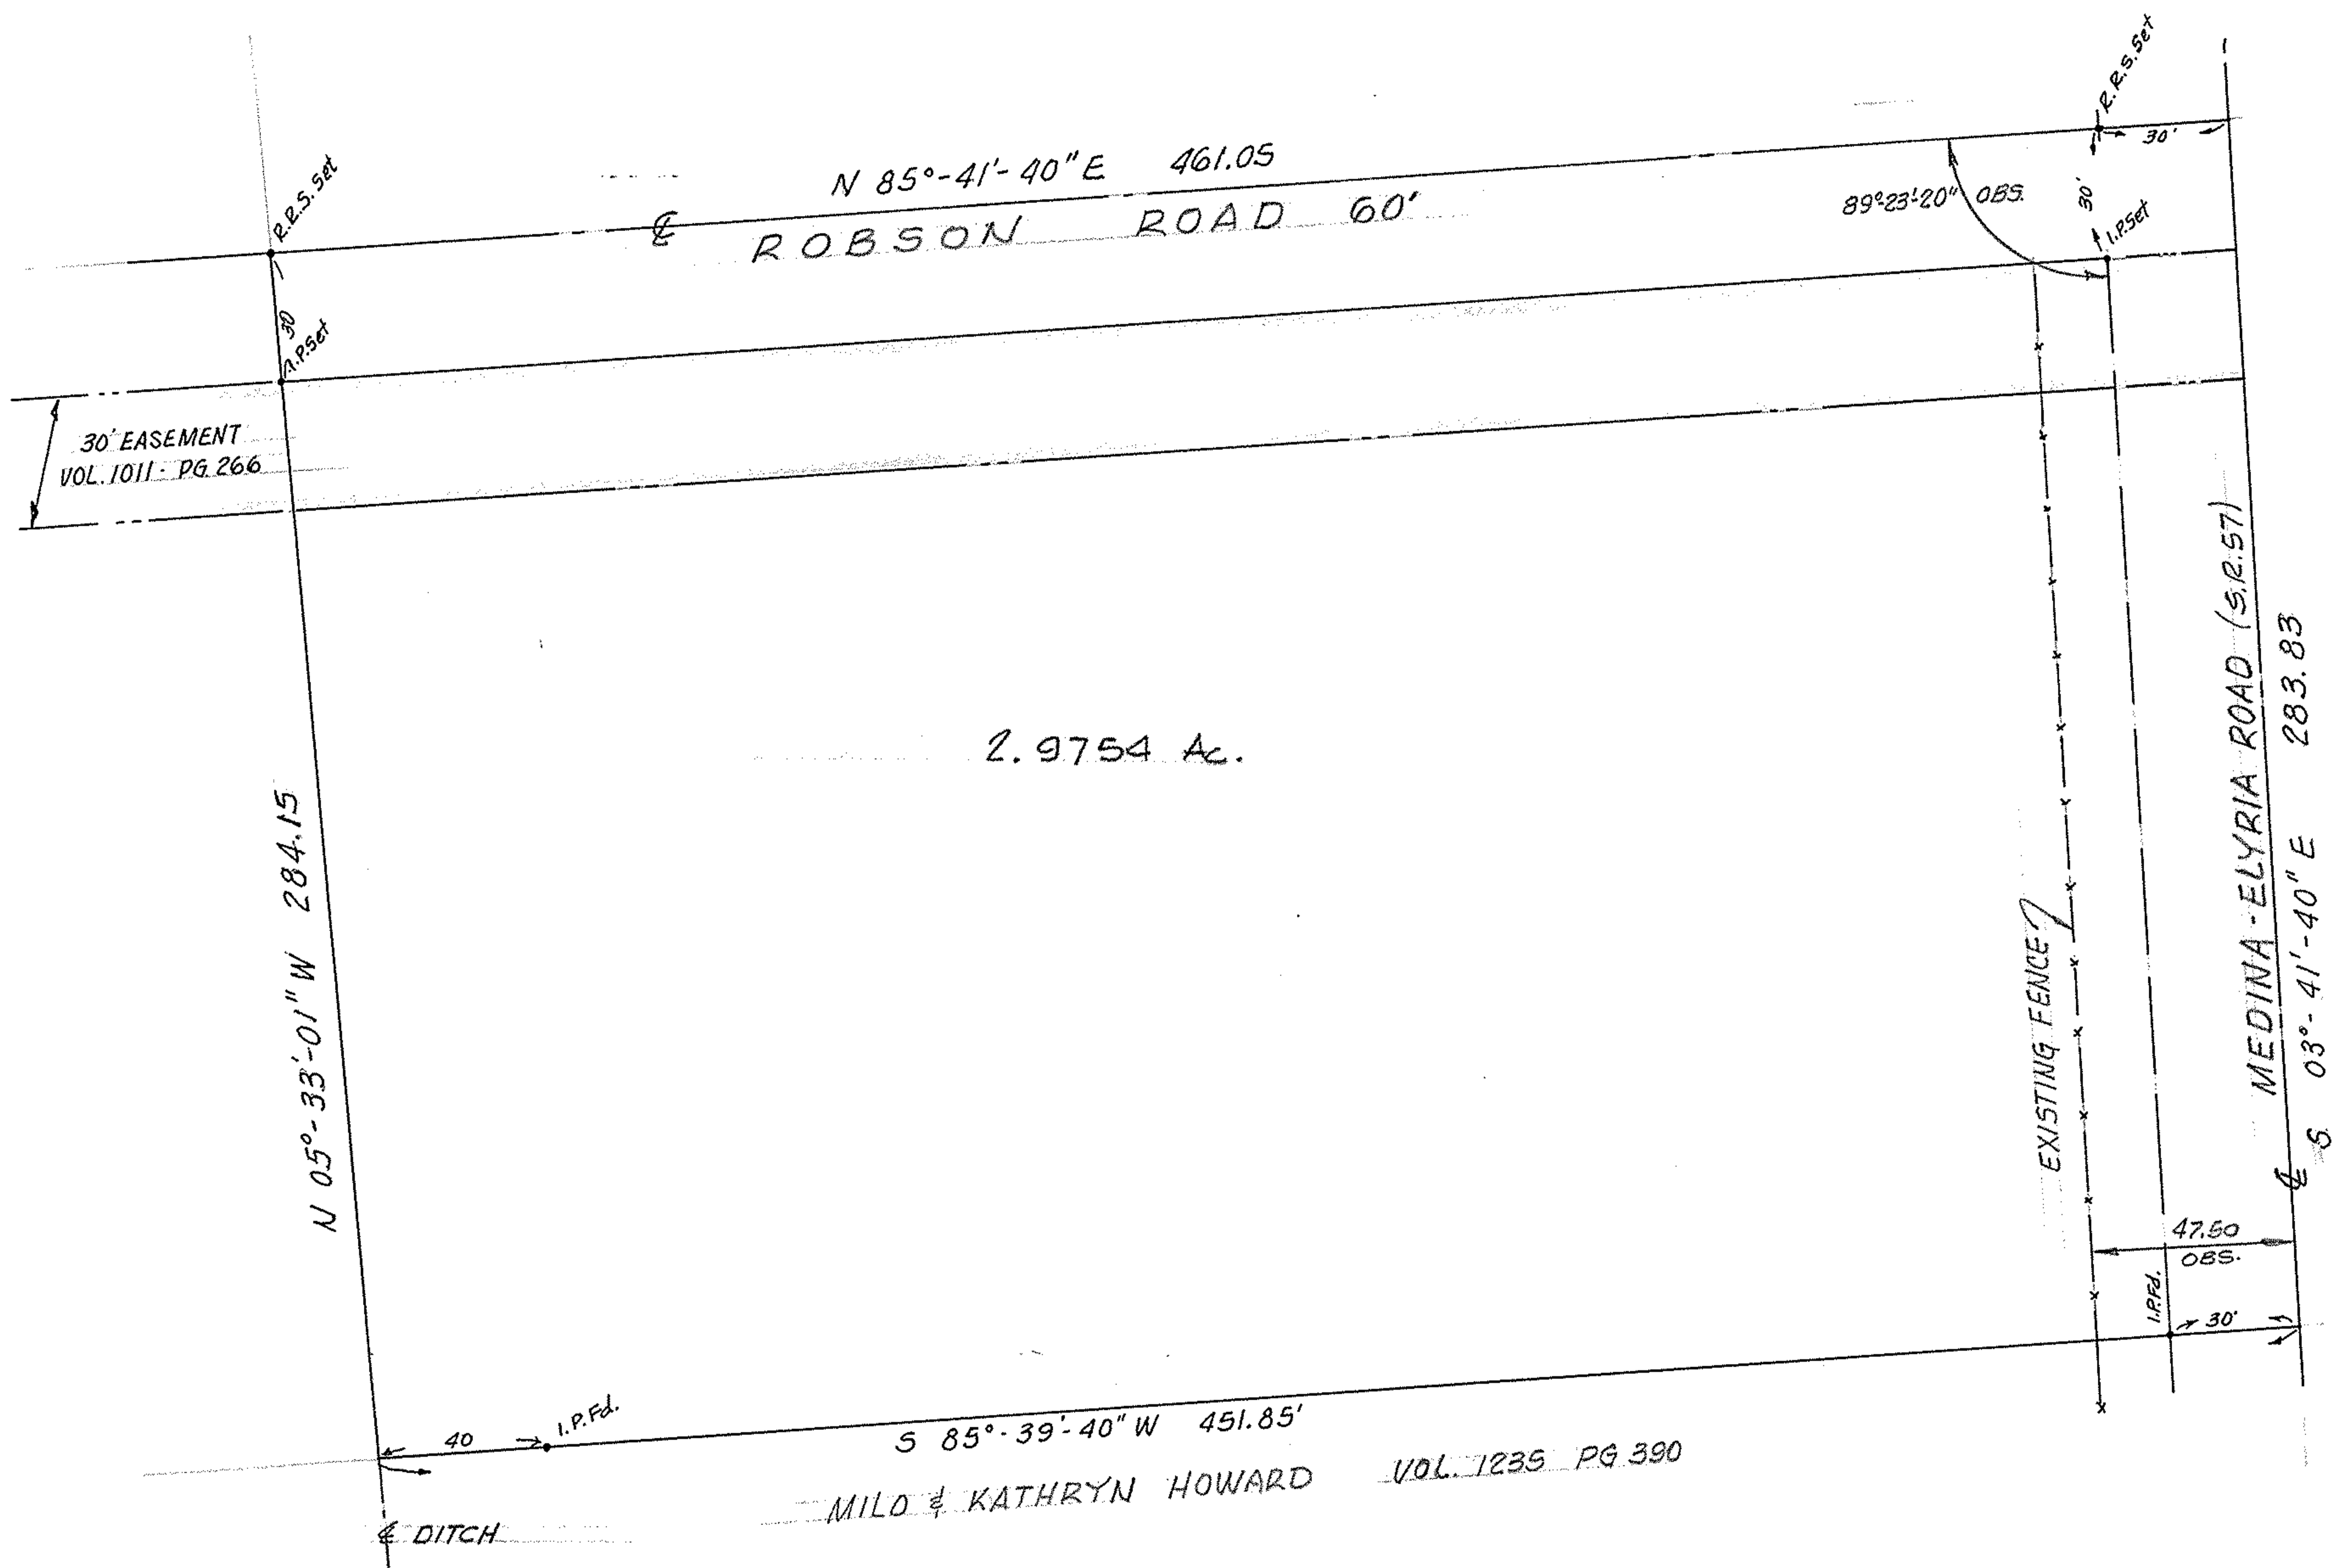 R.R.S. Set
30'
N 85°-41'-40" E 461.05
R.R.S. Set
℄ ROBSON ROAD 60'
89°-23'-20" OBS.
30'
I.P. Set
30
I.P. Set
30' EASEMENT
VOL. 1011 - PG. 266
2.9754 Ac.
N 05°-33'-01" W 284.15
EXISTING FENCE
MEDINA-ELYRIA ROAD (S.R. 57)
℄ S 03°-41'-40" E 283.83
47.50
OBS.
I.P. Fd.
30'
40
I.P. Fd.
S 85°-39'-40" W 451.85'
MILO & KATHRYN HOWARD VOL. 1235 PG 390
℄ DITCH